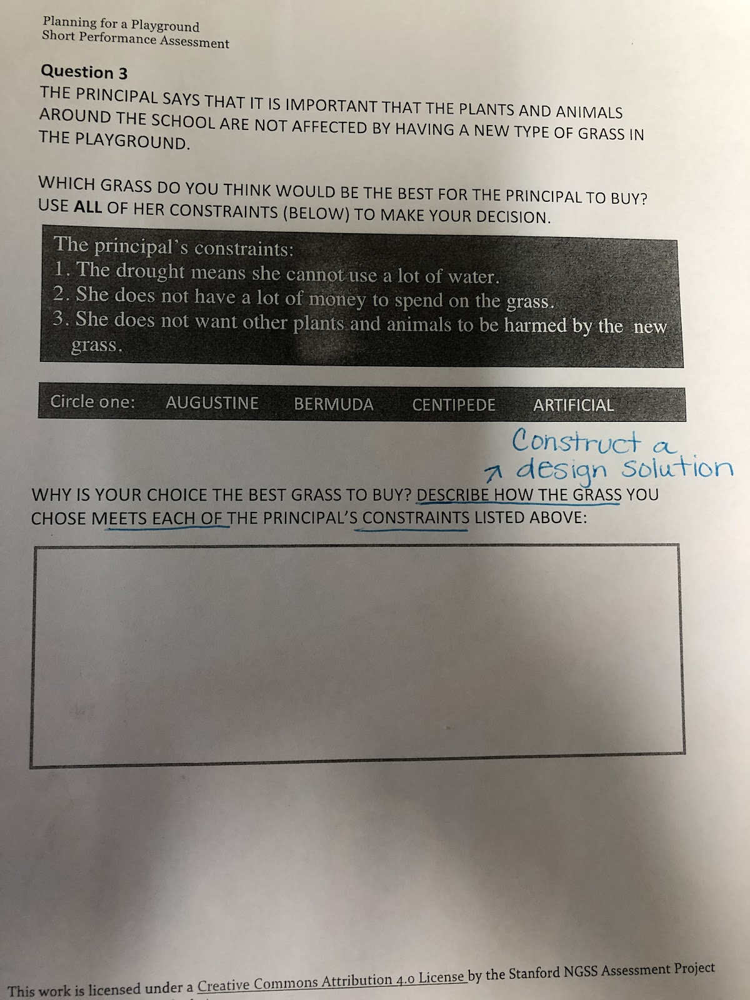 Planning for a Playground
Short Performance Assessment
Question 3
THE PRINCIPAL SAYS THAT IT IS IMPORTANT THAT THE PLANTS AND ANIMALS
AROUND THE SCHOOL ARE NOT AFFECTED BY HAVING A NEW TYPE OF GRASS IN
THE PLAYGROUND.
WHICH GRASS DO YOU THINK WOULD BE THE BEST FOR THE PRINCIPAL TO BUY?
USE ALL OF HER CONSTRAINTS (BELOW) TO MAKE YOUR DECISION.
The principal's constraints:
1. The drought means she cannot use a lot of water.
2. She does not have a lot of money to spend on the grass.
3. She does not want other plants and animals to be harmed by the new
grass.
Circle one: AUGUSTINE BERMUDA CENTIPEDE ARTIFICIAL
Construct a
↗ design solution
WHY IS YOUR CHOICE THE BEST GRASS TO BUY? DESCRIBE HOW THE GRASS YOU
CHOSE MEETS EACH OF THE PRINCIPAL'S CONSTRAINTS LISTED ABOVE:
This work is licensed under a Creative Commons Attribution 4.0 License by the Stanford NGSS Assessment Project